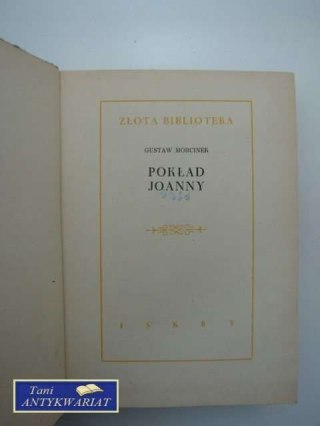 ZŁOTA BIBLIOTEKA
GUSTAW MORCINEK
POKŁAD
JOANNY
ISKRY
Tani
ANTYKWARIAT